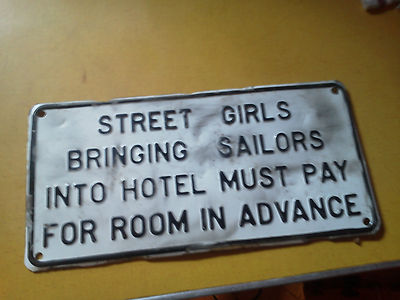 STREET GIRLS
BRINGING SAILORS
INTO HOTEL MUST PAY
FOR ROOM IN ADVANCE